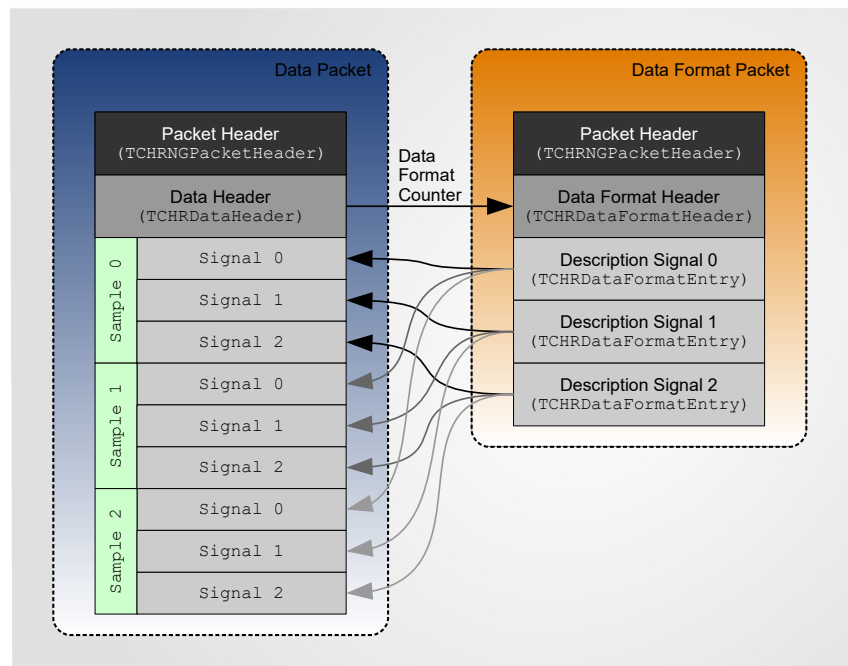 Data Packet
Packet Header
(TCHRNGPacketHeader)
Data Header
(TCHRDataHeader)
Sample 0
Signal 0
Signal 1
Signal 2
Sample 1
Signal 0
Signal 1
Signal 2
Sample 2
Signal 0
Signal 1
Signal 2
Data
Format
Counter
Data Format Packet
Packet Header
(TCHRNGPacketHeader)
Data Format Header
(TCHRDataFormatHeader)
Description Signal 0
(TCHRDataFormatEntry)
Description Signal 1
(TCHRDataFormatEntry)
Description Signal 2
(TCHRDataFormatEntry)